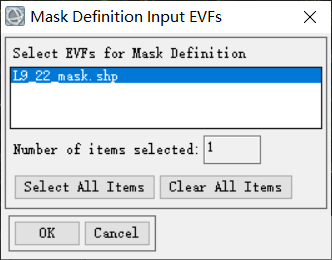 Mask Definition Input EVFs
Select EVFs for Mask Definition
L9_22_mask.shp
Number of items selected: 1
Select All Items Clear All Items
OK Cancel